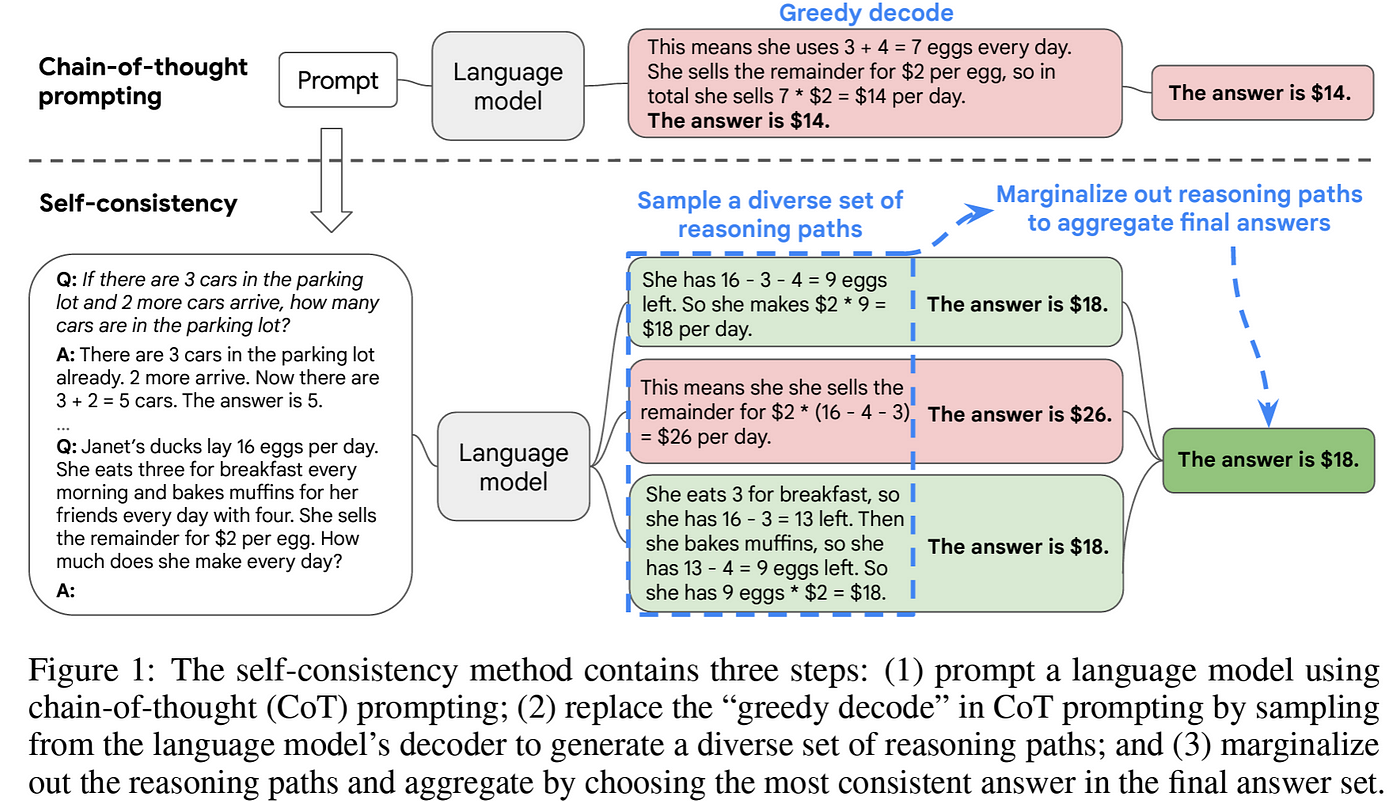 Greedy decode
Chain-of-thought
prompting
Prompt
Language
model
This means she uses 3 + 4 = 7 eggs every day.
She sells the remainder for $2 per egg, so in
total she sells 7 * $2 = $14 per day.
The answer is $14.
The answer is $14.
Self-consistency
Sample a diverse set of
reasoning paths
Marginalize out reasoning paths
to aggregate final answers
Q: If there are 3 cars in the parking
lot and 2 more cars arrive, how many
cars are in the parking lot?
A: There are 3 cars in the parking lot
already. 2 more arrive. Now there are
3 + 2 = 5 cars. The answer is 5.
...
Q: Janet's ducks lay 16 eggs per day.
She eats three for breakfast every
morning and bakes muffins for her
friends every day with four. She sells
the remainder for $2 per egg. How
much does she make every day?
A:
Language
model
She has 16 - 3 - 4 = 9 eggs
left. So she makes $2 * 9 =
$18 per day.
The answer is $18.
This means she she sells the
remainder for $2 * (16 - 4 - 3)
= $26 per day.
The answer is $26.
She eats 3 for breakfast, so
she has 16 - 3 = 13 left. Then
she bakes muffins, so she
has 13 - 4 = 9 eggs left. So
she has 9 eggs * $2 = $18.
The answer is $18.
The answer is $18.
Figure 1: The self-consistency method contains three steps: (1) prompt a language model using
chain-of-thought (CoT) prompting; (2) replace the “greedy decode” in CoT prompting by sampling
from the language model's decoder to generate a diverse set of reasoning paths; and (3) marginalize
out the reasoning paths and aggregate by choosing the most consistent answer in the final answer set.